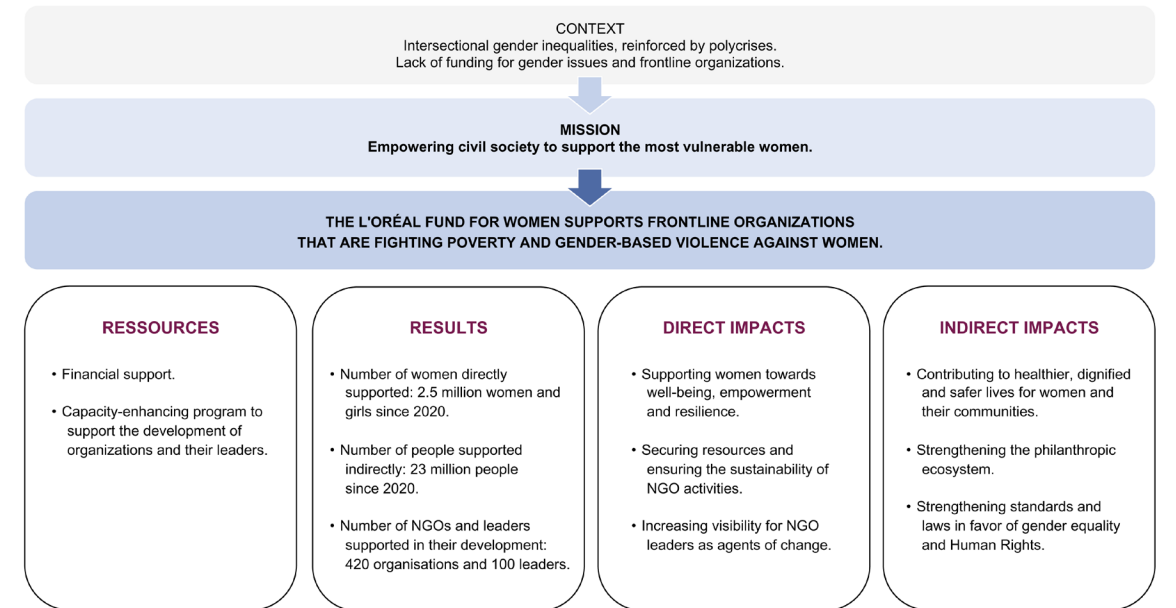 CONTEXT
Intersectional gender inequalities, reinforced by polycrises.
Lack of funding for gender issues and frontline organizations.
MISSION
Empowering civil society to support the most vulnerable women.
THE L'ORÉAL FUND FOR WOMEN SUPPORTS FRONTLINE ORGANIZATIONS
THAT ARE FIGHTING POVERTY AND GENDER-BASED VIOLENCE AGAINST WOMEN.
RESSOURCES
• Financial support.
• Capacity-enhancing program to
support the development of
organizations and their leaders.
RESULTS
• Number of women directly
supported: 2.5 million women and
girls since 2020.
• Number of people supported
indirectly: 23 million people
since 2020.
• Number of NGOs and leaders
supported in their development:
420 organisations and 100 leaders.
DIRECT IMPACTS
• Supporting women towards
well-being, empowerment
and resilience.
• Securing resources and
ensuring the sustainability of
NGO activities.
• Increasing visibility for NGO
leaders as agents of change.
INDIRECT IMPACTS
• Contributing to healthier, dignified
and safer lives for women and
their communities.
• Strengthening the philanthropic
ecosystem.
• Strengthening standards and
laws in favor of gender equality
and Human Rights.